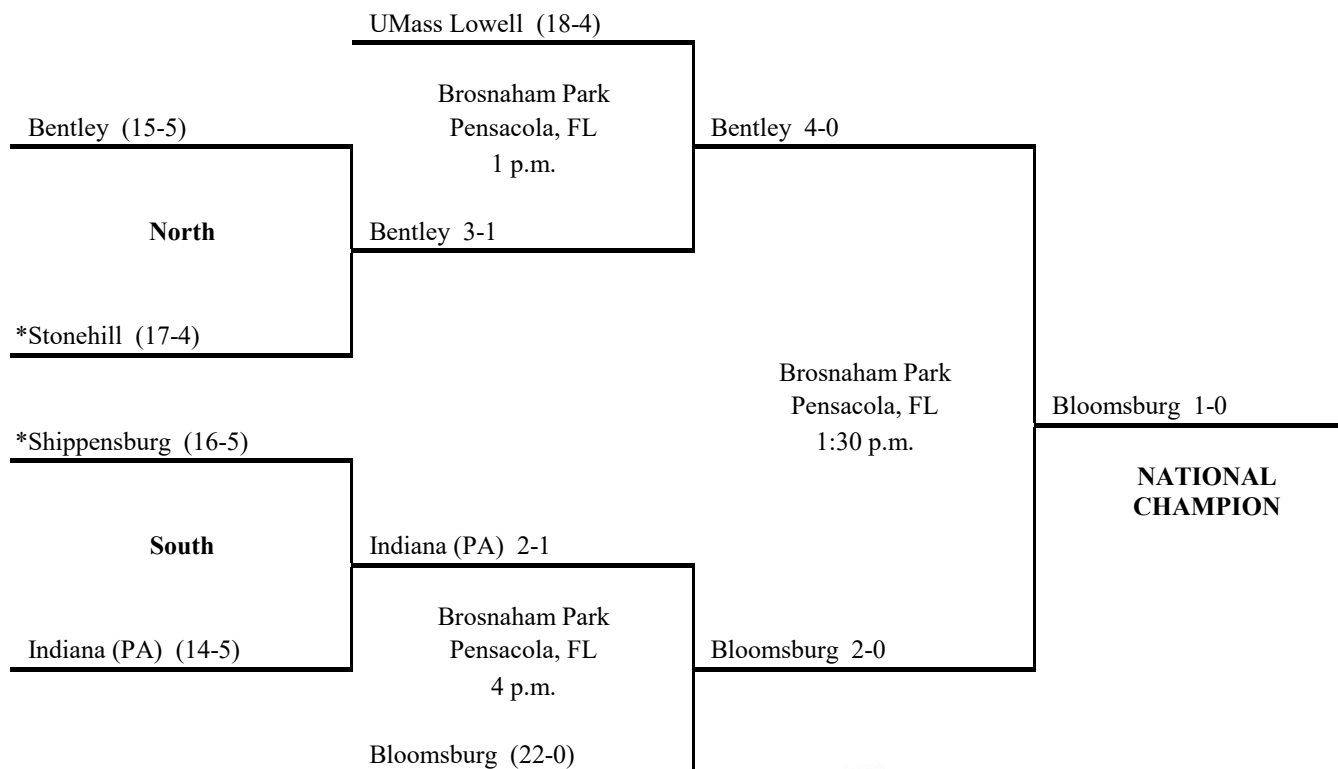 UMass Lowell (18-4)
Brosnaham Park
Pensacola, FL
1 p.m.
Bentley (15-5)
Bentley 4-0
North
Bentley 3-1
*Stonehill (17-4)
Brosnaham Park
Pensacola, FL
1:30 p.m.
Bloomsburg 1-0
NATIONAL
CHAMPION
*Shippensburg (16-5)
South
Indiana (PA) 2-1
Brosnaham Park
Pensacola, FL
4 p.m.
Indiana (PA) (14-5)
Bloomsburg 2-0
Bloomsburg (22-0)